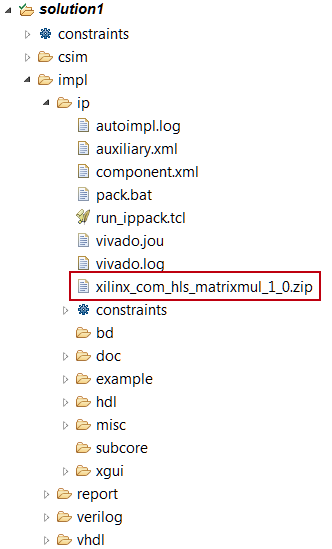 solution1
constraints
csim
impl
ip
autoimpl.log
auxiliary.xml
component.xml
pack.bat
run_ippack.tcl
vivado.jou
vivado.log
xilinx_com_hls_matrixmul_1_0.zip
constraints
bd
doc
example
hdl
misc
subcore
xgui
report
verilog
vhdl